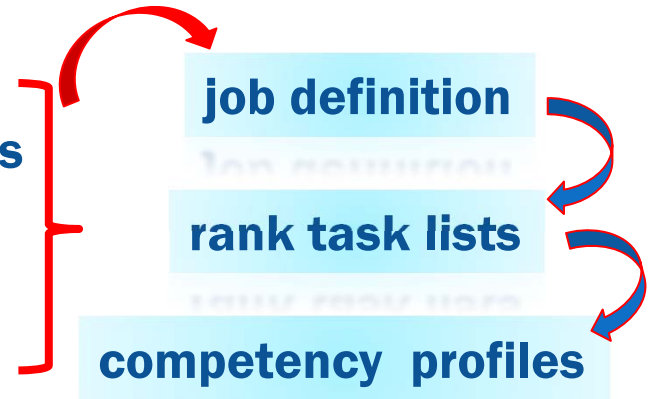 job definition
s
rank task lists
competency profiles